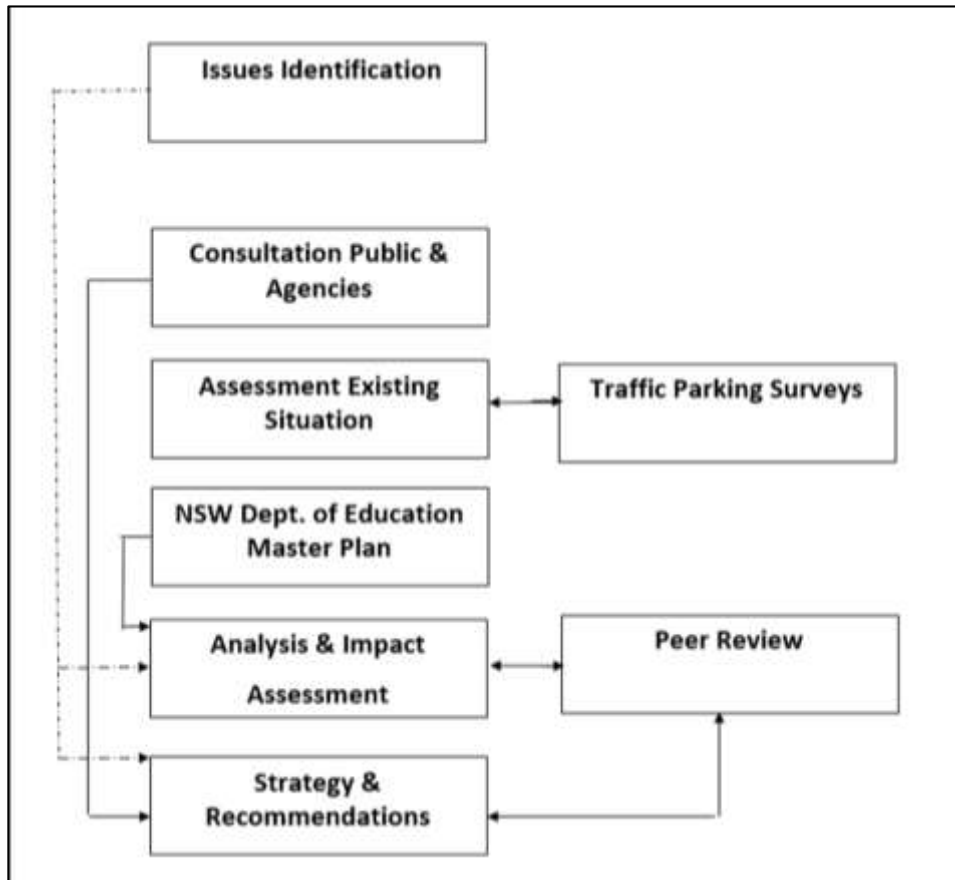 Issues Identification
Consultation Public &
Agencies
Assessment Existing
Situation
Traffic Parking Surveys
NSW Dept. of Education
Master Plan
Analysis & Impact
Assessment
Peer Review
Strategy &
Recommendations